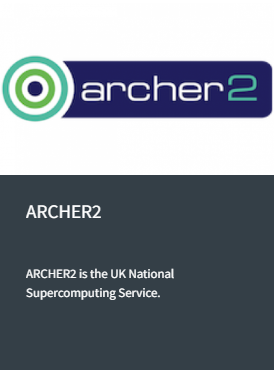 archer2
ARCHER2
ARCHER2 is the UK National
Supercomputing Service.